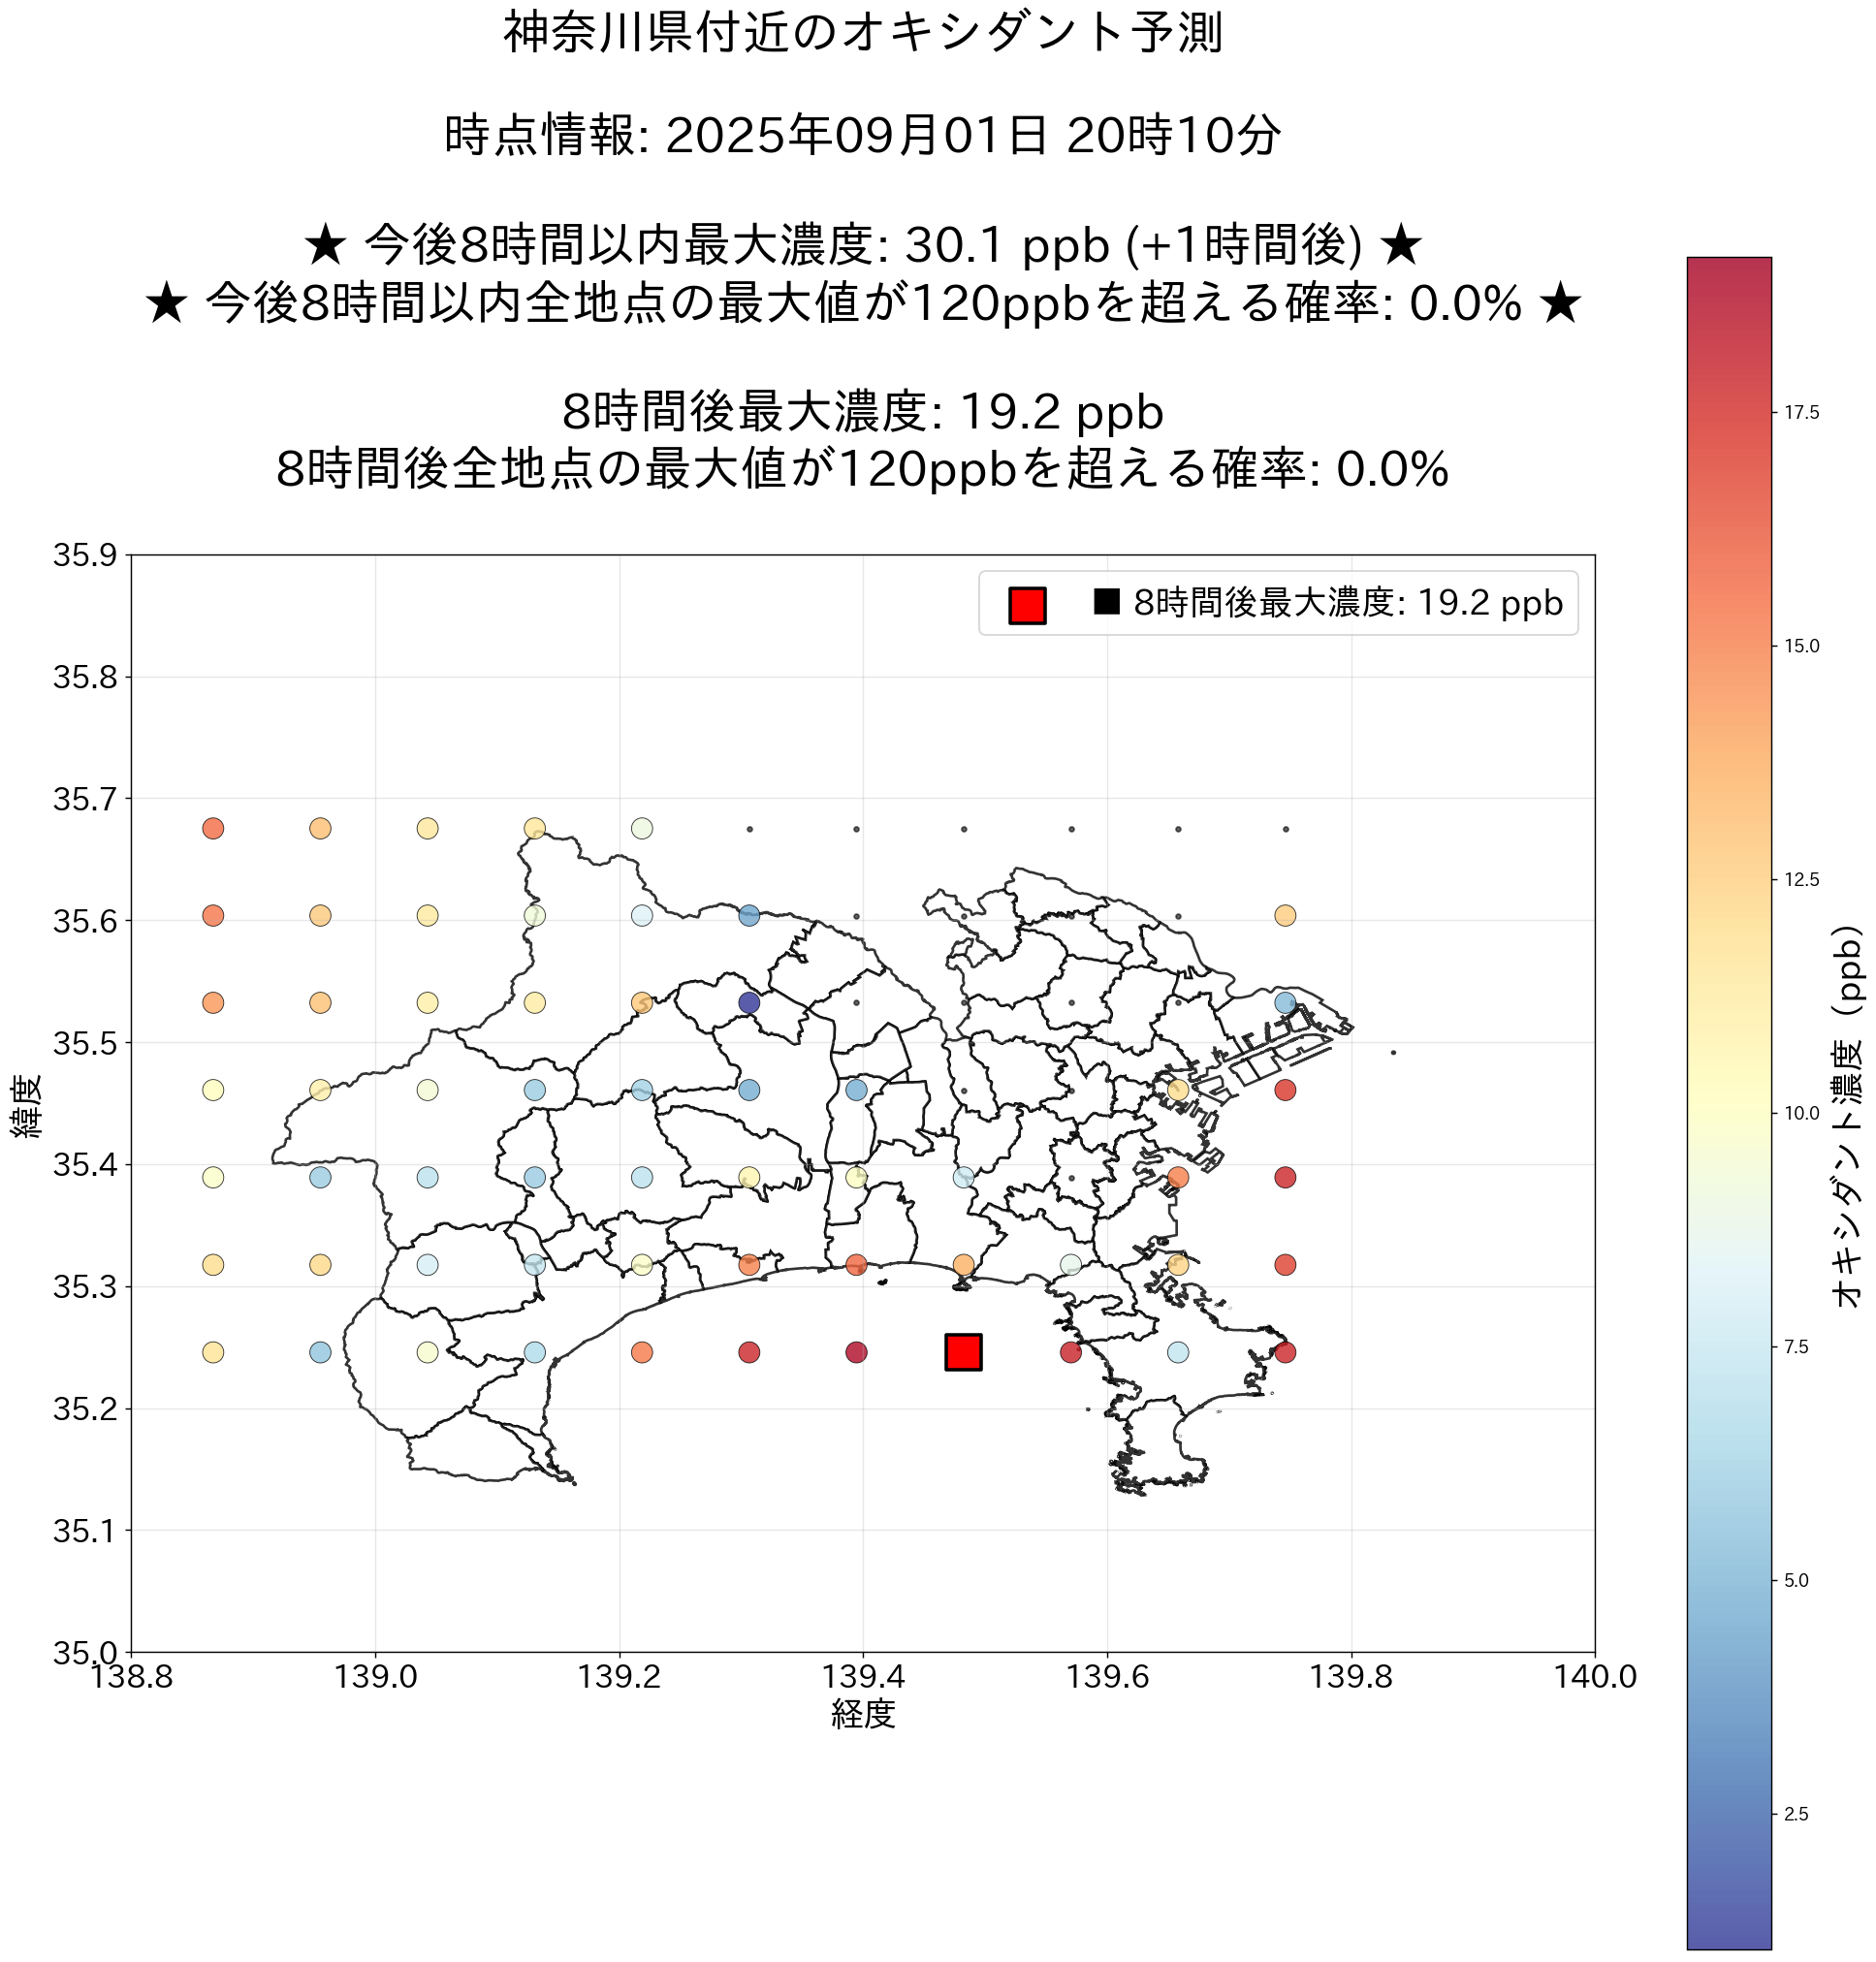 神奈川県付近のオキシダント予測
時点情報: 2025年09月01日 20時10分
★ 今後8時間以内最大濃度: 30.1 ppb (+1時間後) ★
★ 今後8時間以内全地点の最大値が120ppbを超える確率: 0.0% ★
8時間後最大濃度: 19.2 ppb
8時間後全地点の最大値が120ppbを超える確率: 0.0%
■ 8時間後最大濃度: 19.2 ppb
35.9
35.8
35.7
35.6
35.5
35.4
35.3
35.2
35.1
35.0
緯度
138.8
139.0
139.2
139.4
139.6
139.8
140.0
経度
17.5
15.0
12.5
10.0
7.5
5.0
2.5
オキシダント濃度 (ppb)